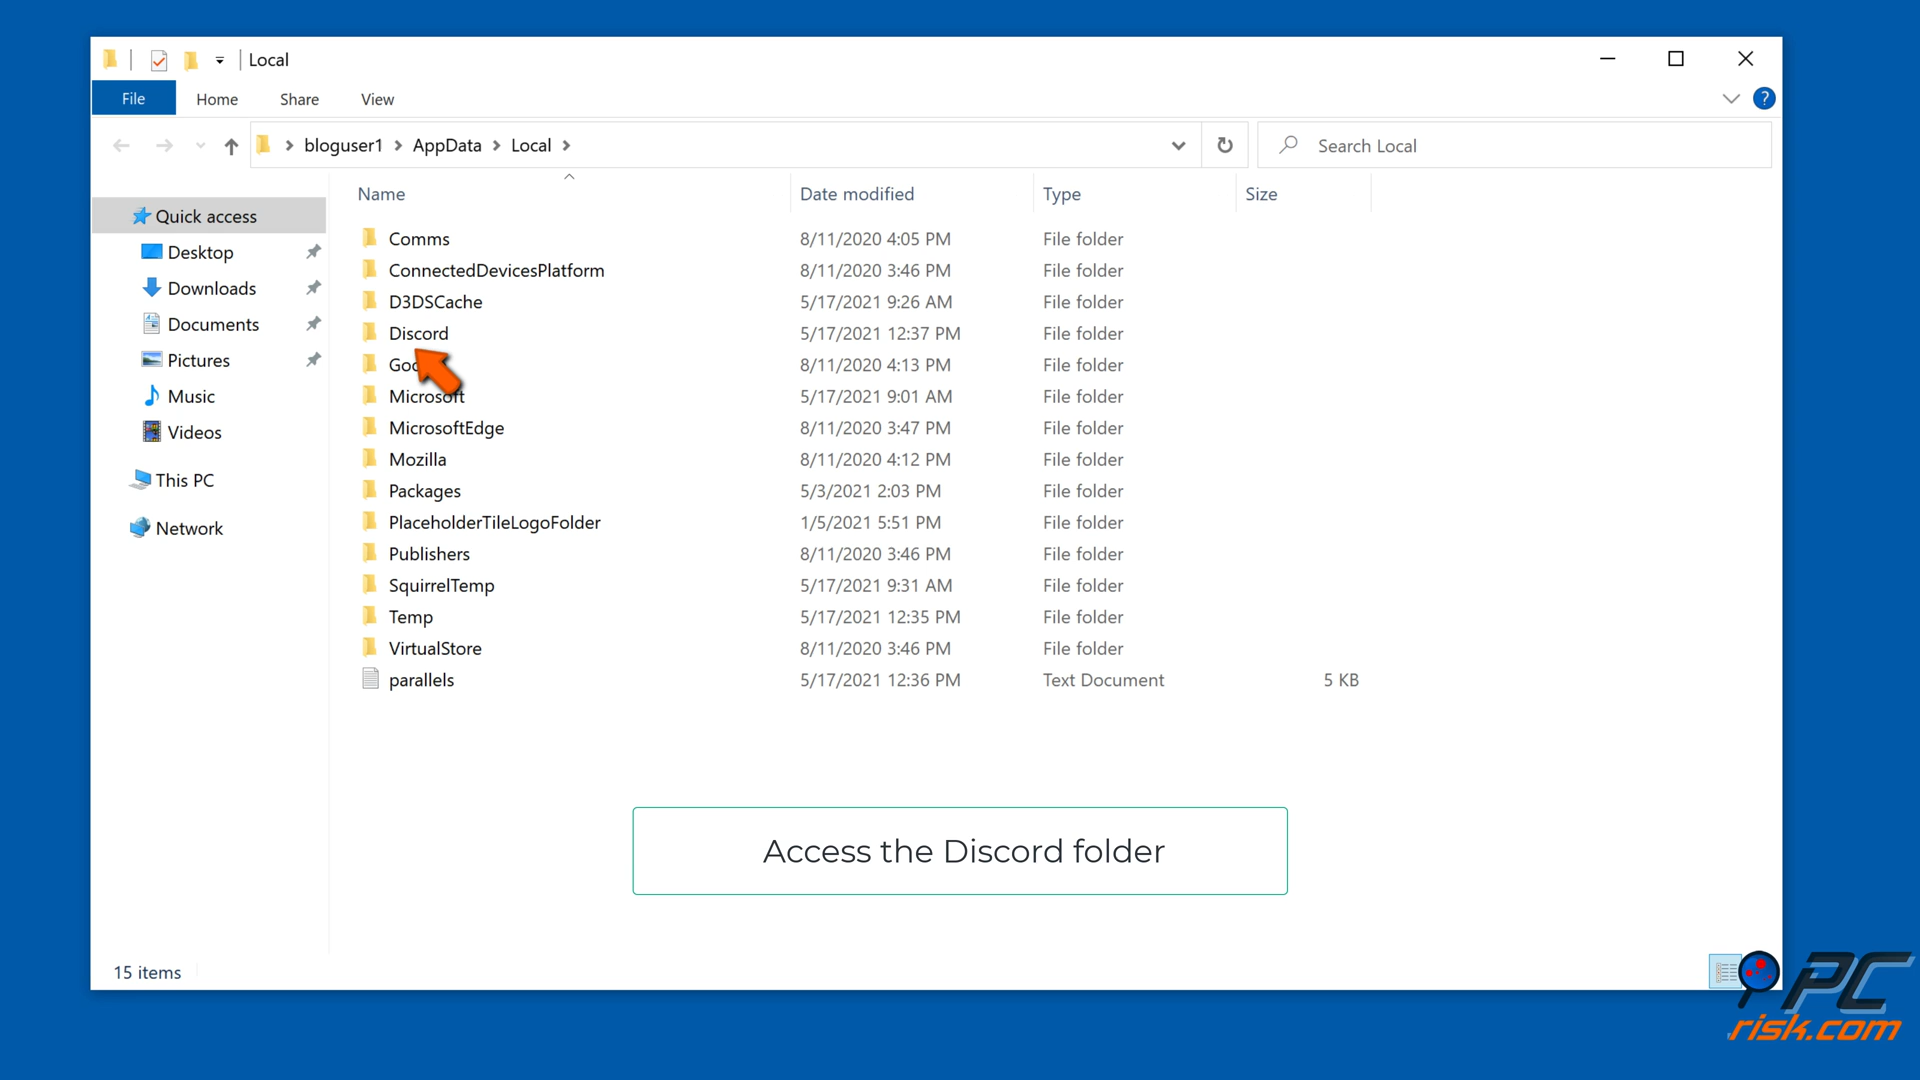 Local
File Home Share View
?
bloguser1 AppData Local
Search Local
Name Date modified Type Size
Quick access
Desktop
Downloads
Documents
Pictures
Music
Videos
This PC
Network
Comms 8/11/2020 4:05 PM File folder
ConnectedDevicesPlatform 8/11/2020 3:46 PM File folder
D3DSCache 5/17/2021 9:26 AM File folder
Discord 5/17/2021 12:37 PM File folder
8/11/2020 4:13 PM File folder
Microsoft 5/17/2021 9:01 AM File folder
MicrosoftEdge 8/11/2020 3:47 PM File folder
Mozilla 8/11/2020 4:12 PM File folder
Packages 5/3/2021 2:03 PM File folder
PlaceholderTileLogoFolder 1/5/2021 5:51 PM File folder
Publishers 8/11/2020 3:46 PM File folder
SquirrelTemp 5/17/2021 9:31 AM File folder
Temp 5/17/2021 12:35 PM File folder
VirtualStore 8/11/2020 3:46 PM File folder
parallels 5/17/2021 12:36 PM Text Document 5 KB
Access the Discord folder
15 items
PC
risk.com